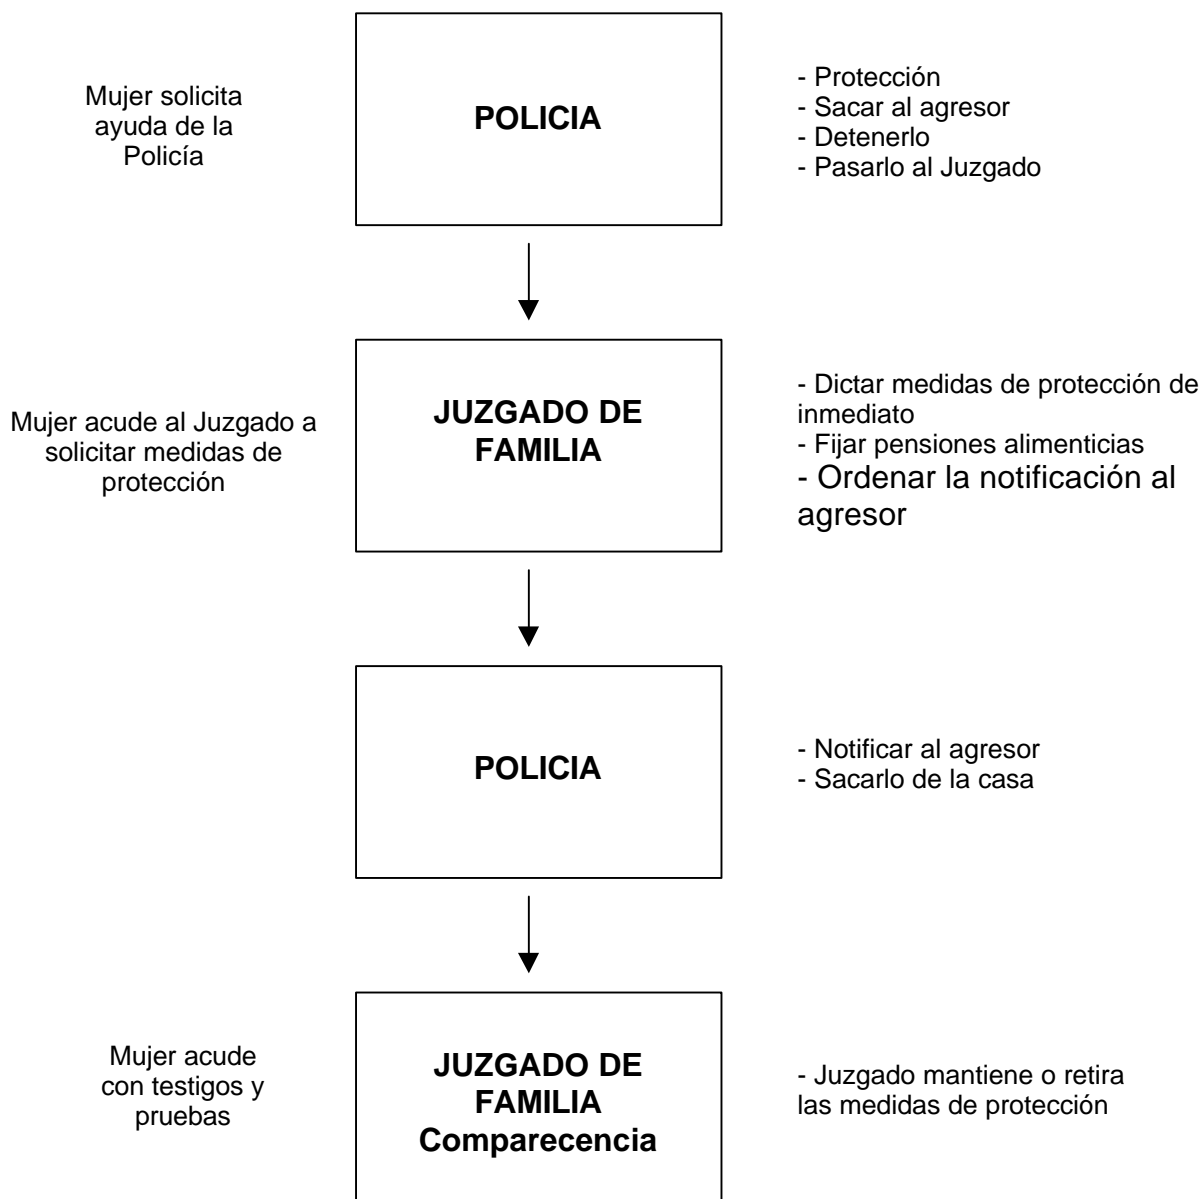 Mujer solicita
ayuda de la
Policía
POLICIA
- Protección
- Sacar al agresor
- Detenerlo
- Pasarlo al Juzgado
Mujer acude al Juzgado a
solicitar medidas de
protección
JUZGADO DE
FAMILIA
- Dictar medidas de protección de
inmediato
- Fijar pensiones alimenticias
- Ordenar la notificación al
agresor
POLICIA
- Notificar al agresor
- Sacarlo de la casa
Mujer acude
con testigos y
pruebas
JUZGADO DE
FAMILIA
Comparecencia
- Juzgado mantiene o retira
las medidas de protección